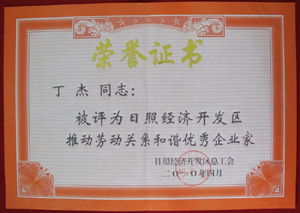 荣誉证书
丁 杰 同志：
被评为日照经济开发区
推动劳动关系和谐优秀企业家
日照经济开发区总工会
二〇一〇年四月